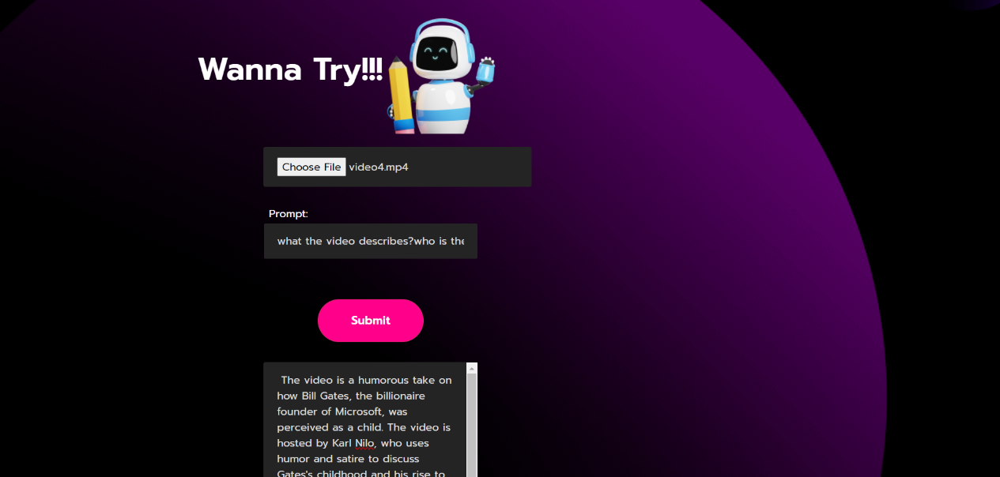 Wanna Try!!!
Choose File video4.mp4
Prompt:
what the video describes?who is the
Submit
The video is a humorous take on
how Bill Gates, the billionaire
founder of Microsoft, was
perceived as a child. The video is
hosted by Karl Nilo, who uses
humor and satire to discuss
Gates's childhood and his rise to